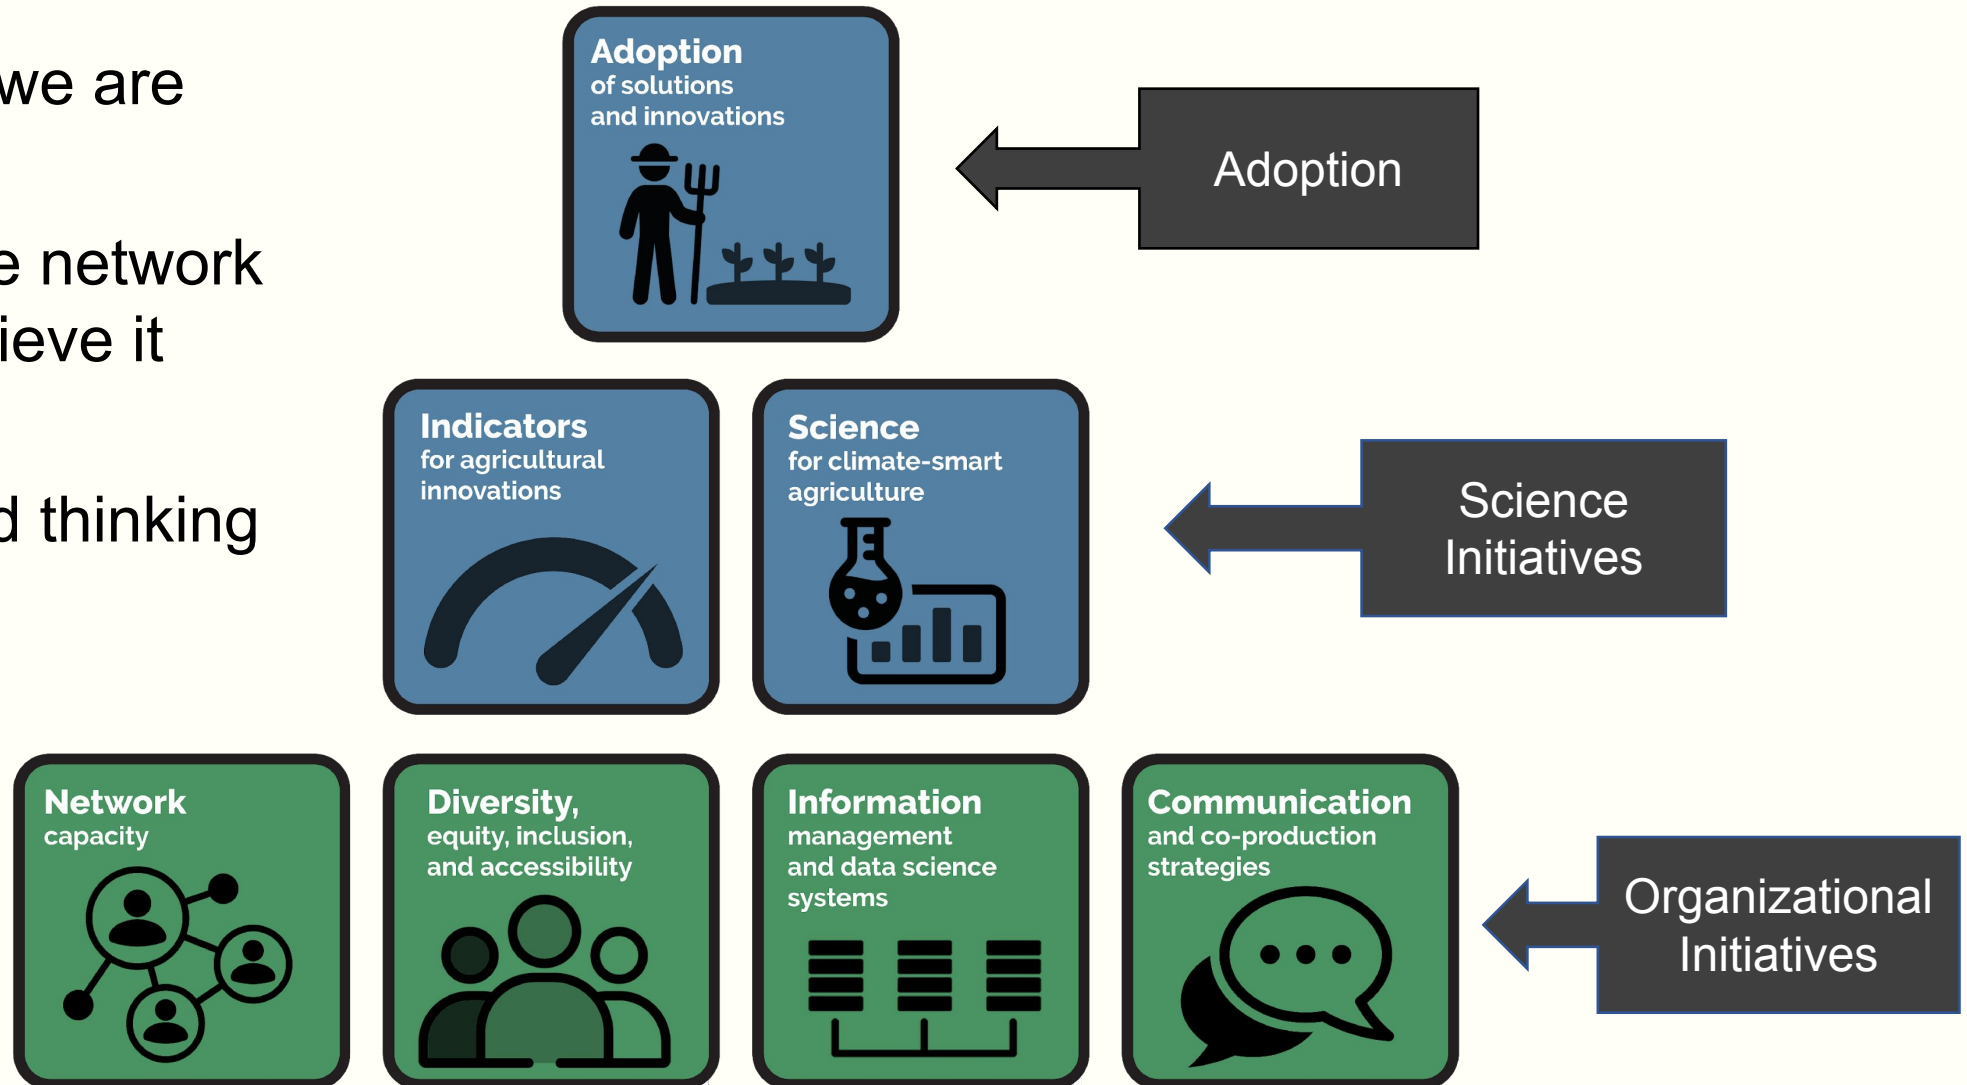 we are
e network
ieve it
d thinking
Adoption
of solutions
and innovations
Adoption
Indicators
for agricultural
innovations
Science
for climate-smart
agriculture
Science
Initiatives
Network
capacity
Diversity,
equity, inclusion,
and accessibility
Information
management
and data science
systems
Communication
and co-production
strategies
Organizational
Initiatives